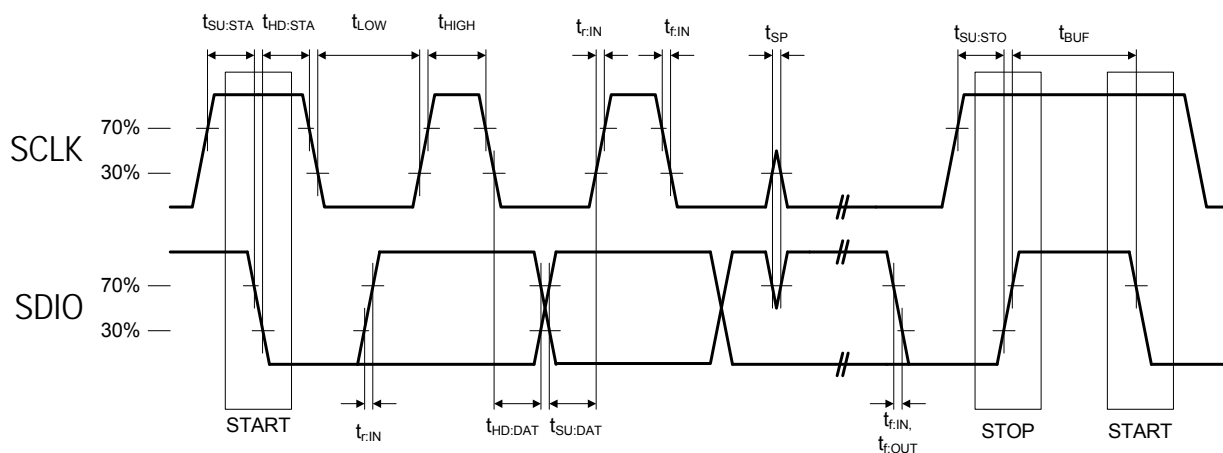 tSU:STA tHD:STA tLOW tHIGH tr:IN tf:IN tSP tSU:STO tBUF
SCLK
70%
30%
SDIO
70%
30%
START
tr:IN
tHD:DAT tSU:DAT
tf:IN,
tf:OUT
STOP
START